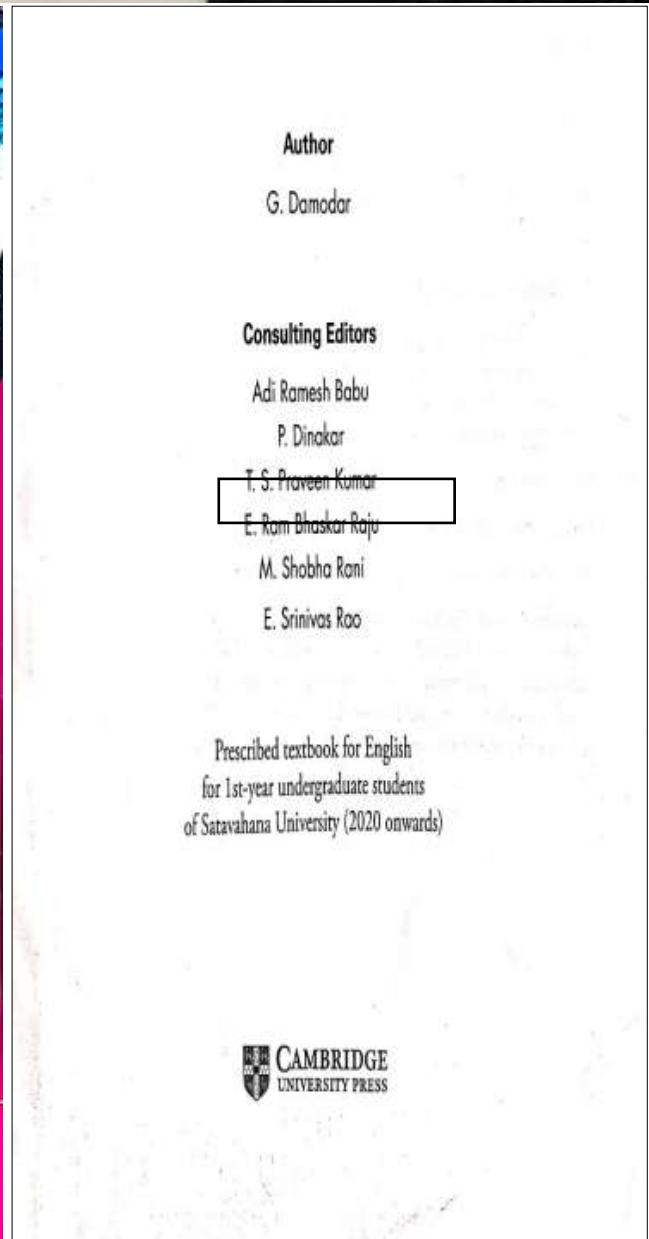 Author
G. Damodar
Consulting Editors
Adi Ramesh Babu
P. Dinakar
T. S. Praveen Kumar
E. Ram Bhaskar Raju
M. Shobha Rani
E. Srinivas Rao
Prescribed textbook for English
for 1st-year undergraduate students
of Satavahana University (2020 onwards)
CAMBRIDGE
UNIVERSITY PRESS